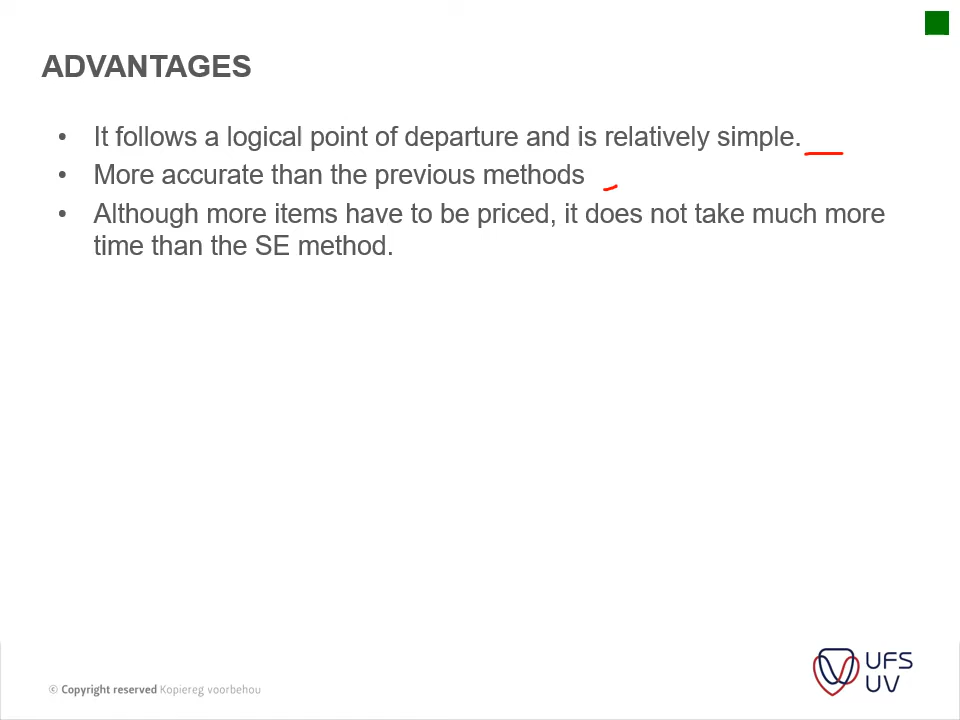 ADVANTAGES
• It follows a logical point of departure and is relatively simple.
• More accurate than the previous methods
• Although more items have to be priced, it does not take much more
time than the SE method.
© Copyright reserved Kopiereg voorbehou
UFS
UV